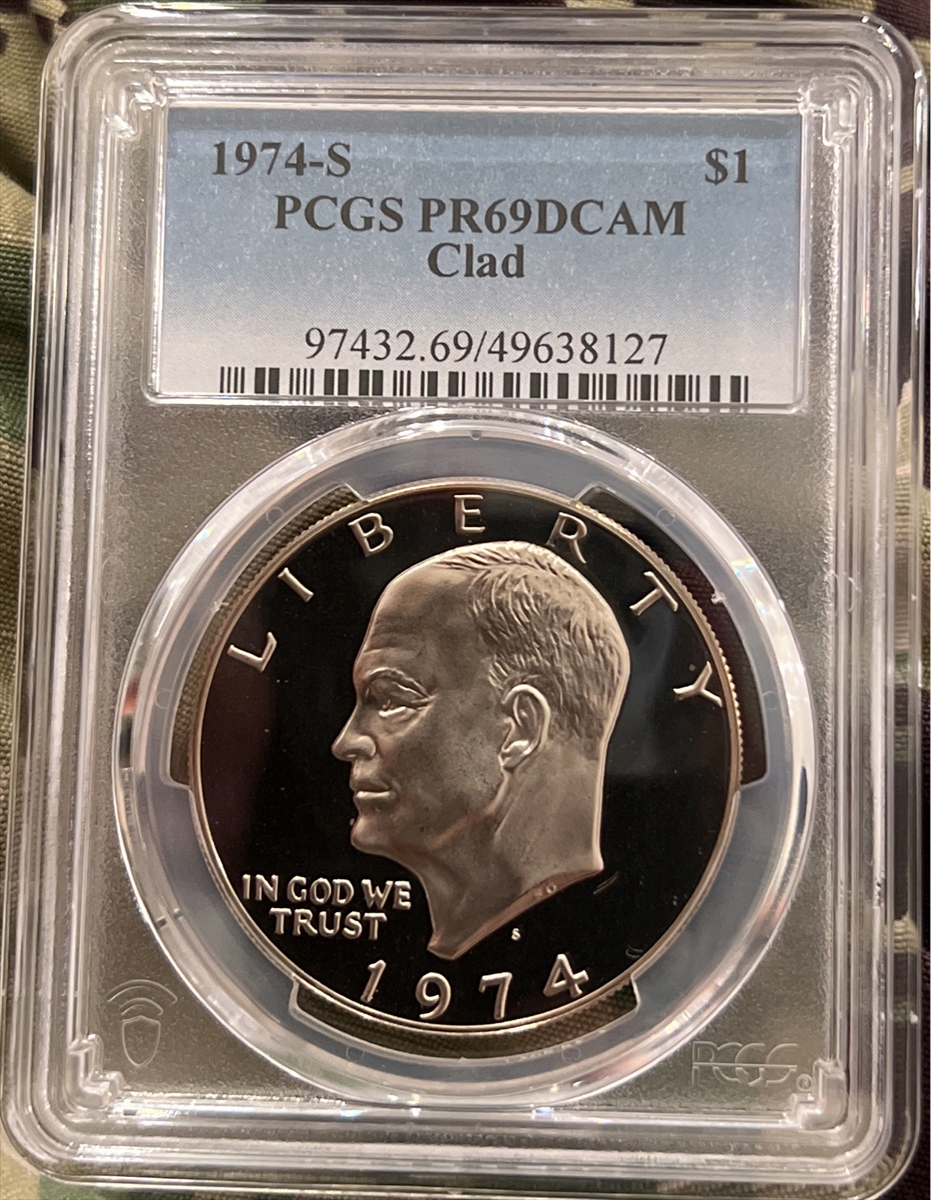 1974-S $1
PCGS PR69DCAM
Clad
97432.69/49638127
LIBERTY
IN GOD WE
TRUST
S
1974
PCGS